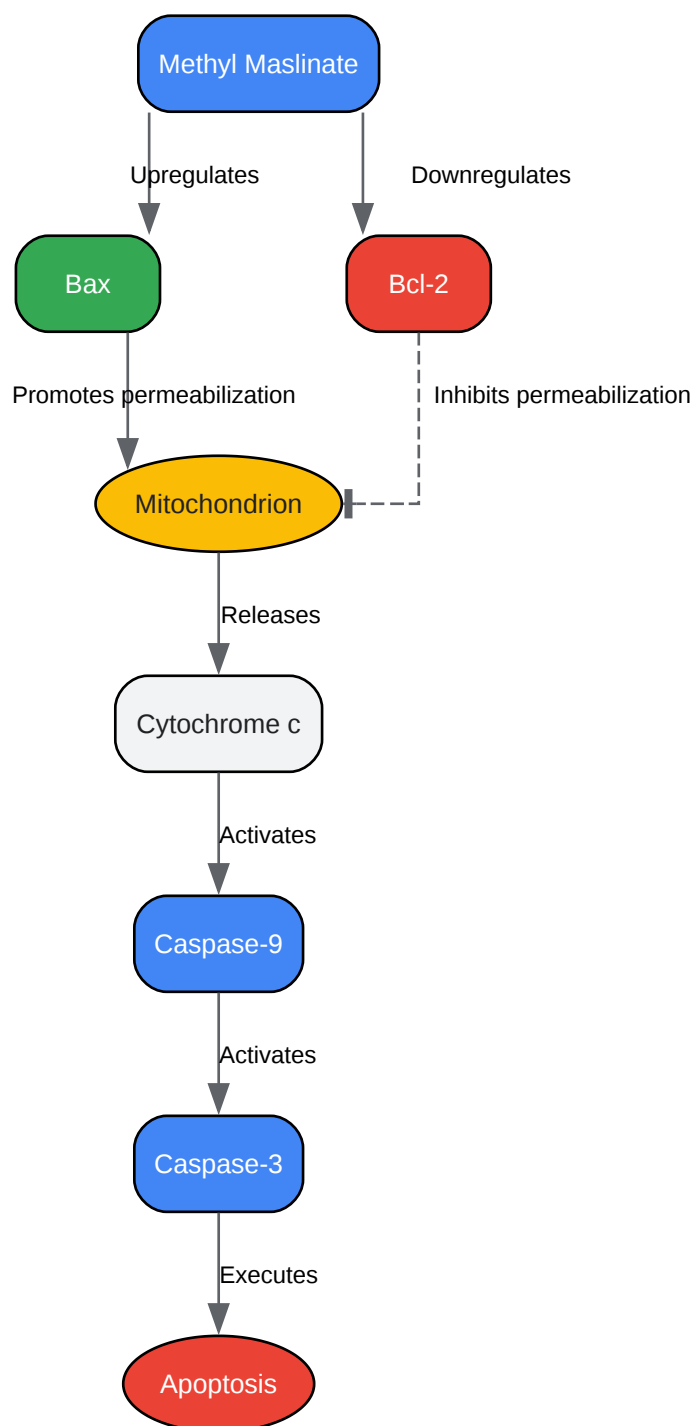 Methyl Maslinate
Upregulates
Downregulates
Bax
Bcl-2
Promotes permeabilization
Inhibits permeabilization
Mitochondrion
Releases
Cytochrome c
Activates
Caspase-9
Activates
Caspase-3
Executes
Apoptosis